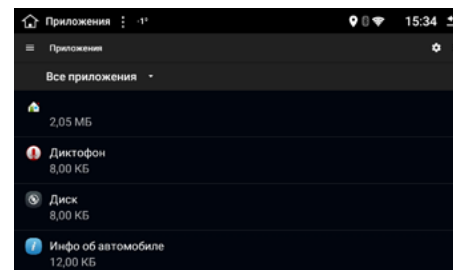 Приложения -1°
15:34
Приложения
Все приложения
2,05 МБ
Диктофон
8,00 КБ
Диск
8,00 КБ
Инфо об автомобиле
12,00 КБ